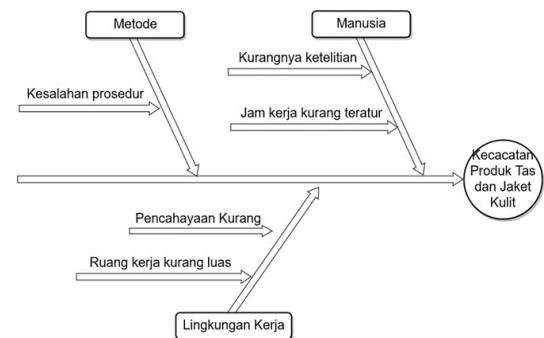 Metode
Manusia
Kurangnya ketelitian
Kesalahan prosedur
Jam kerja kurang teratur
Kecacatan
Produk Tas
dan Jaket
Kulit
Pencahayaan Kurang
Ruang kerja kurang luas
Lingkungan Kerja